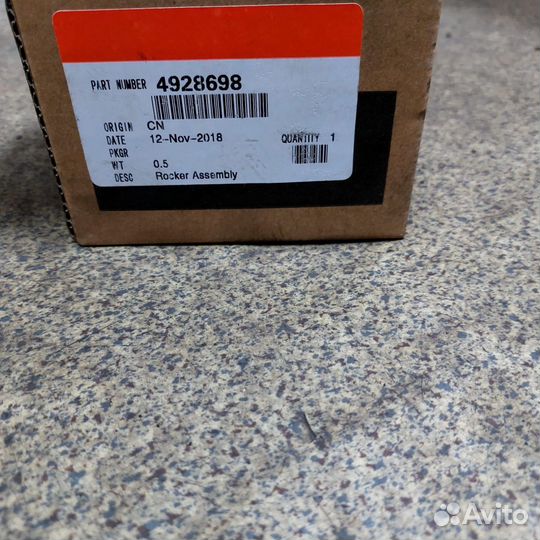 PART NUMBER 4928698
ORIGIN CN
DATE 12-Nov-2018 QUANTITY 1
PKGR
WT 0.5
DESC Rocker Assembly
Avito